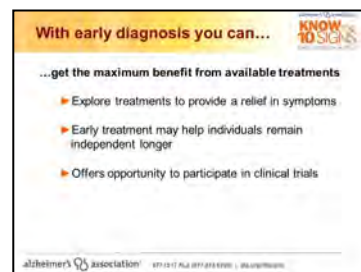 alzheimer's association
KNOW
10 SIGNS
With early diagnosis you can…
…get the maximum benefit from available treatments
Explore treatments to provide a relief in symptoms
Early treatment may help individuals remain
independent longer
Offers opportunity to participate in clinical trials
alzheimer's association